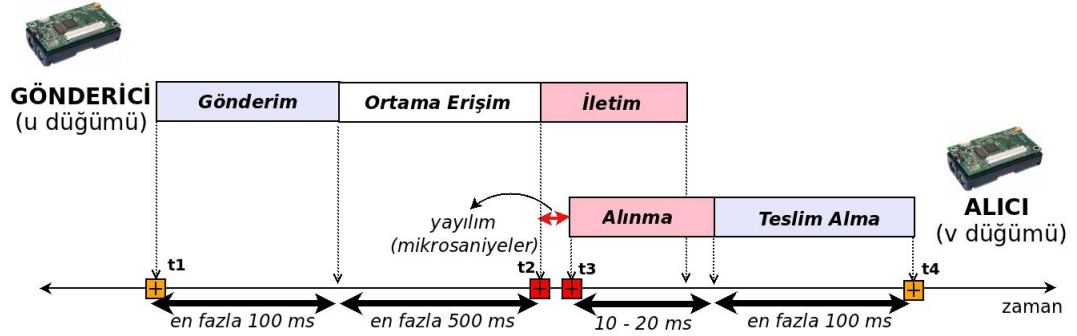 GÖNDERİCİ
(u düğümü)
Gönderim
Ortama Erişim
İletim
yayılım
(mikrosaniyeler)
Alınma
Teslim Alma
ALICI
(v düğümü)
t1
t2
t3
t4
zaman
en fazla 100 ms
en fazla 500 ms
10 - 20 ms
en fazla 100 ms